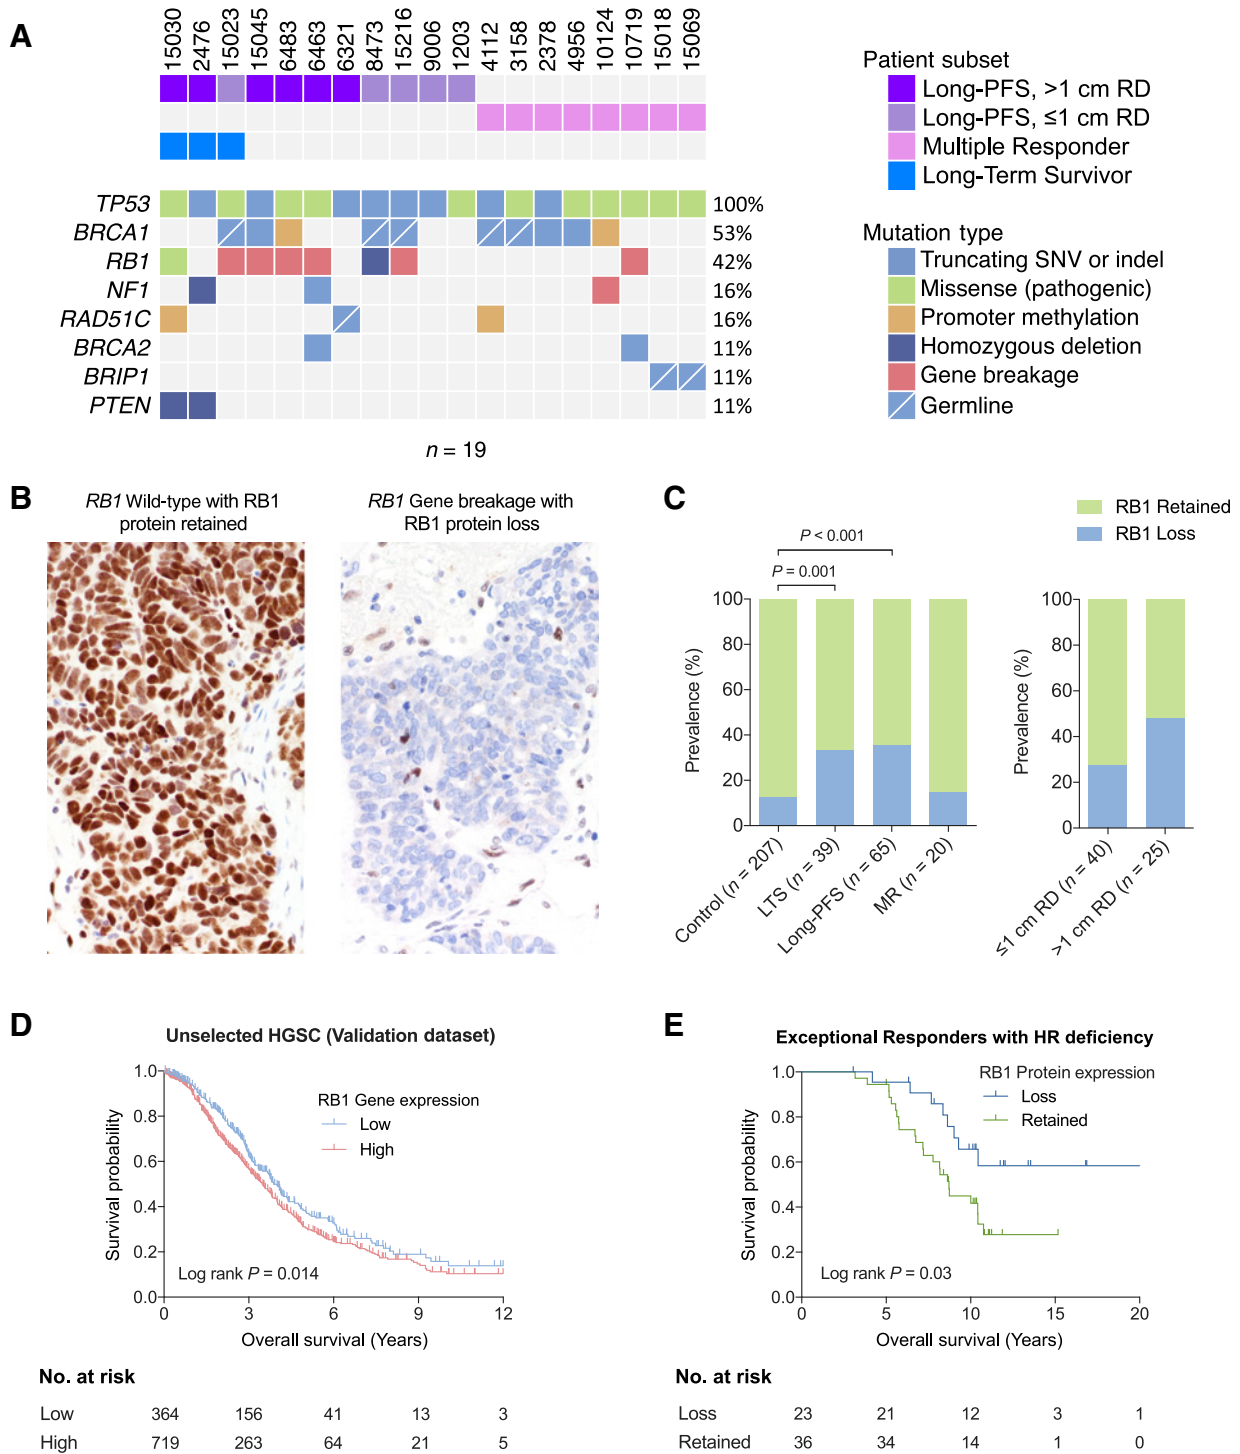 A
15030 2476 15023 15045 6483 6463 6321 8473 15216 9006 1203 4112 3158 2378 4956 10124 10719 15018 15069
Patient subset
Long-PFS, >1 cm RD
Long-PFS, ≤1 cm RD
Multiple Responder
Long-Term Survivor
TP53 100%
BRCA1 53%
RB1 42%
NF1 16%
RAD51C 16%
BRCA2 11%
BRIP1 11%
PTEN 11%
Mutation type
Truncating SNV or indel
Missense (pathogenic)
Promoter methylation
Homozygous deletion
Gene breakage
Germline
n = 19
B
RB1 Wild-type with RB1
protein retained
RB1 Gene breakage with
RB1 protein loss
C
RB1 Retained
RB1 Loss
P < 0.001
P = 0.001
Prevalence (%)
100
80
60
40
20
0
Control (n = 207)
LTS (n = 39)
Long-PFS (n = 65)
MR (n = 20)
Prevalence (%)
100
80
60
40
20
0
≤1 cm RD (n = 40)
>1 cm RD (n = 25)
D
Unselected HGSC (Validation dataset)
RB1 Gene expression
Low
High
Survival probability
1.0
0.8
0.6
0.4
0.2
0.0
Log rank P = 0.014
0 3 6 9 12
Overall survival (Years)
No. at risk
Low 364 156 41 13 3
High 719 263 64 21 5
E
Exceptional Responders with HR deficiency
RB1 Protein expression
Loss
Retained
Survival probability
1.0
0.8
0.6
0.4
0.2
0.0
Log rank P = 0.03
0 5 10 15 20
Overall survival (Years)
No. at risk
Loss 23 21 12 3 1
Retained 36 34 14 1 0